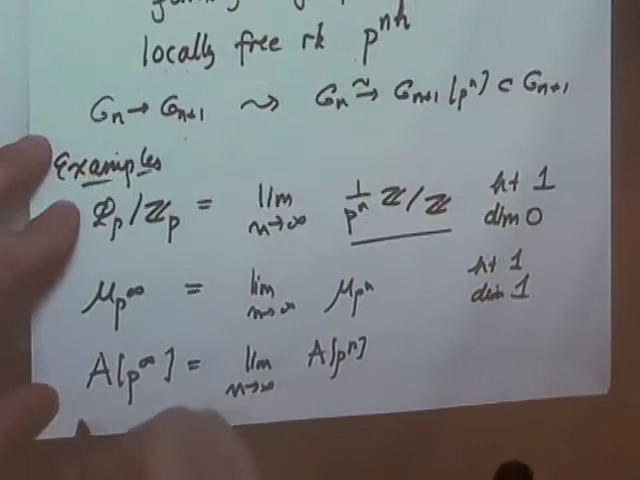 locally free rk p^{nh}
G_n → G_{n+1} ⇝ G_n ≅→ G_{n+1}[p^n] ⊂ G_{n+1}
Examples
Q_p/Z_p = lim_{n→∞} 1/p^n Z/Z ht 1 dim 0
μ_{p^∞} = lim_{n→∞} μ_{p^n} ht 1 dim 1
A[p^∞] = lim_{n→∞} A[p^n]